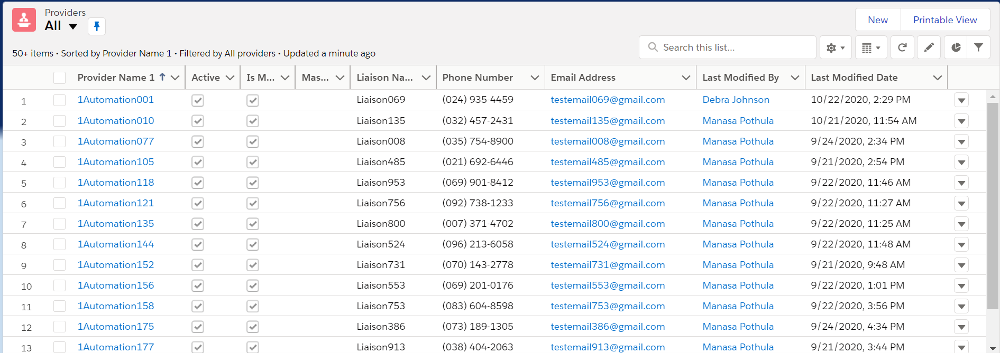 Providers
All
New Printable View
50+ items • Sorted by Provider Name 1 • Filtered by All providers • Updated a minute ago
Search this list...
Provider Name 1 Active Is M... Mas... Liaison Na... Phone Number Email Address Last Modified By Last Modified Date
1 1Automation001 Liaison069 (024) 935-4459 testemail069@gmail.com Debra Johnson 10/22/2020, 2:29 PM
2 1Automation010 Liaison135 (032) 457-2431 testemail135@gmail.com Manasa Pothula 10/21/2020, 11:54 AM
3 1Automation077 Liaison008 (035) 754-8900 testemail008@gmail.com Manasa Pothula 9/24/2020, 2:34 PM
4 1Automation105 Liaison485 (021) 692-6446 testemail485@gmail.com Manasa Pothula 9/21/2020, 2:54 PM
5 1Automation118 Liaison953 (069) 901-8412 testemail953@gmail.com Manasa Pothula 9/22/2020, 11:46 AM
6 1Automation121 Liaison756 (092) 738-1233 testemail756@gmail.com Manasa Pothula 9/22/2020, 11:27 AM
7 1Automation135 Liaison800 (007) 371-4702 testemail800@gmail.com Manasa Pothula 9/22/2020, 11:25 AM
8 1Automation144 Liaison524 (096) 213-6058 testemail524@gmail.com Manasa Pothula 9/22/2020, 11:48 AM
9 1Automation152 Liaison731 (070) 143-2778 testemail731@gmail.com Manasa Pothula 9/21/2020, 9:48 AM
10 1Automation156 Liaison553 (069) 201-0176 testemail553@gmail.com Manasa Pothula 9/22/2020, 1:01 PM
11 1Automation158 Liaison753 (083) 604-8598 testemail753@gmail.com Manasa Pothula 9/22/2020, 3:56 PM
12 1Automation175 Liaison386 (073) 189-1305 testemail386@gmail.com Manasa Pothula 9/24/2020, 4:34 PM
13 1Automation177 Liaison913 (038) 404-2063 testemail913@gmail.com Manasa Pothula 9/21/2020, 3:44 PM